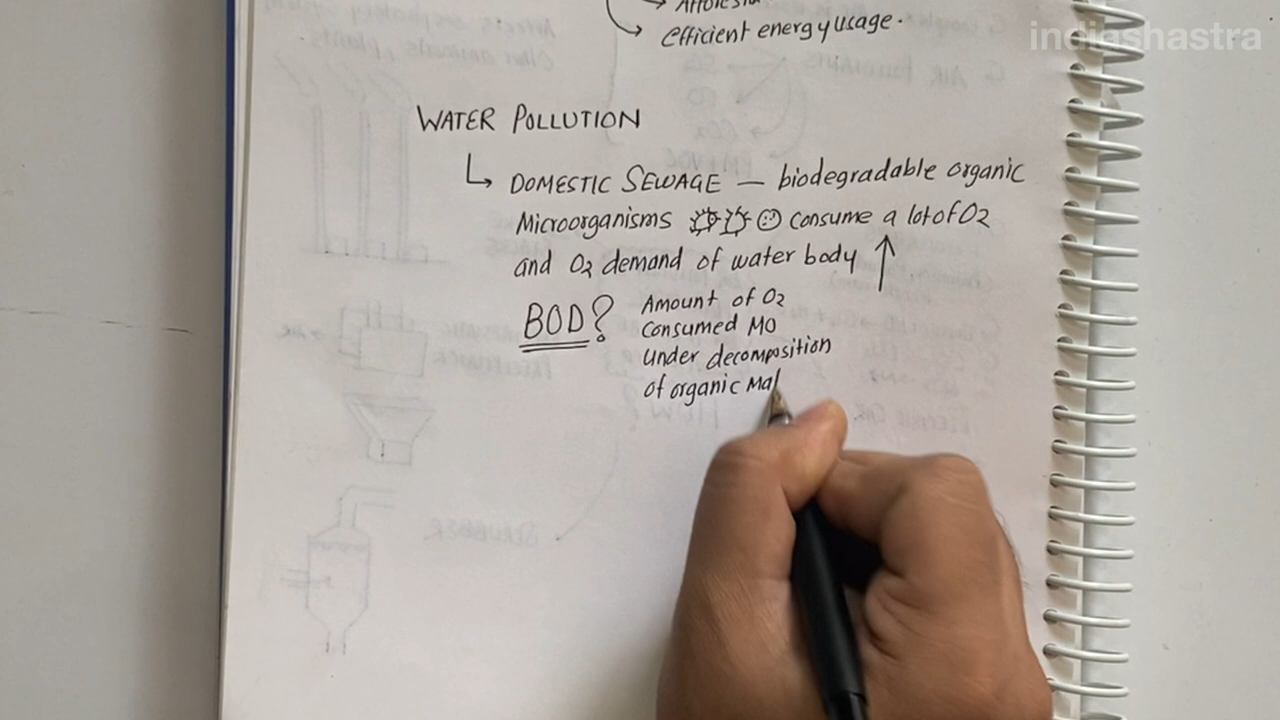 indiashastra
efficient energy usage.
WATER POLLUTION
DOMESTIC SEWAGE — biodegradable organic
Microorganisms consume a lot of O2
and O2 demand of water body ↑
BOD?
Amount of O2
Consumed MO
Under decomposition
of organic Mat